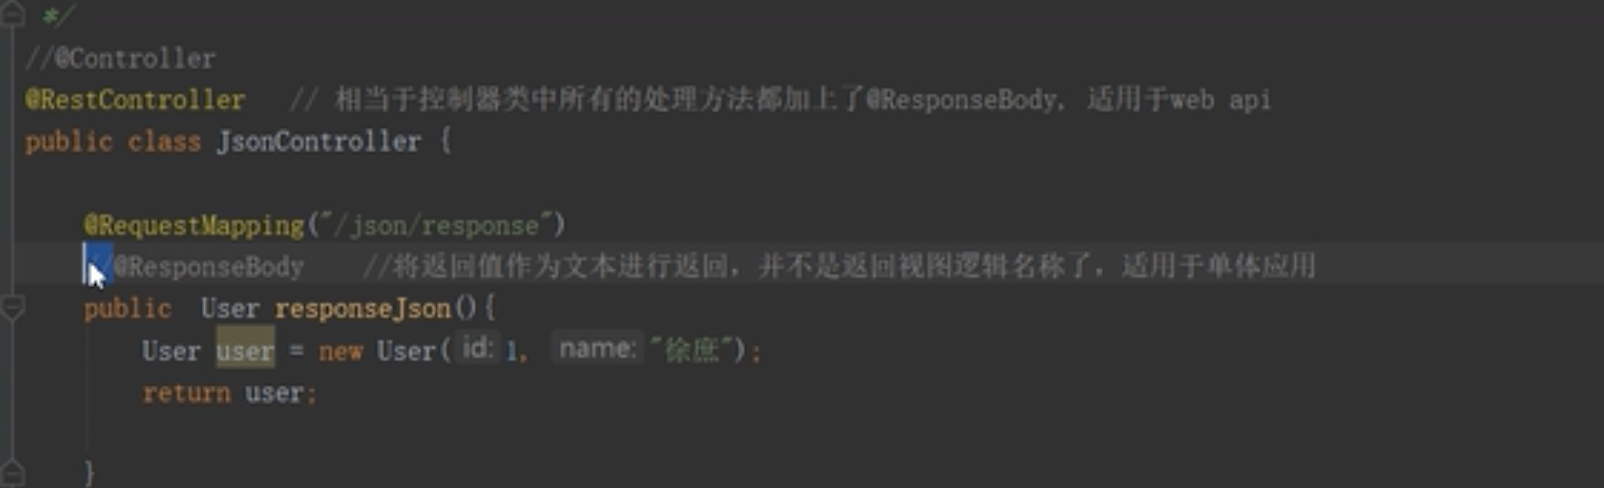 */
//@Controller
@RestController // 相当于控制器类中所有的处理方法都加上了@ResponseBody, 适用于web api
public class JsonController {
@RequestMapping("/json/response")
//@ResponseBody //将返回值作为文本进行返回，并不是返回视图逻辑名称了，适用于单体应用
public User responseJson(){
User user = new User( id: 1, name: "徐庶");
return user;
}